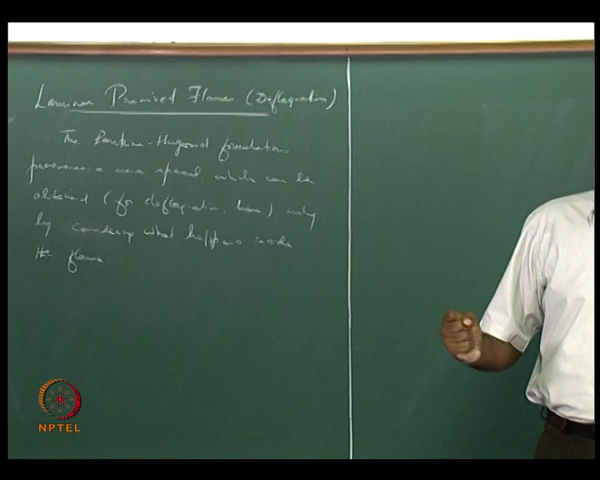 Laminar Premixed Flames (Deflagration)
The Rankine-Hugoniot formulation
presumes a wave speed, which can be
obtained (for deflagration, here) only
by considering what happens inside
the flame
NPTEL